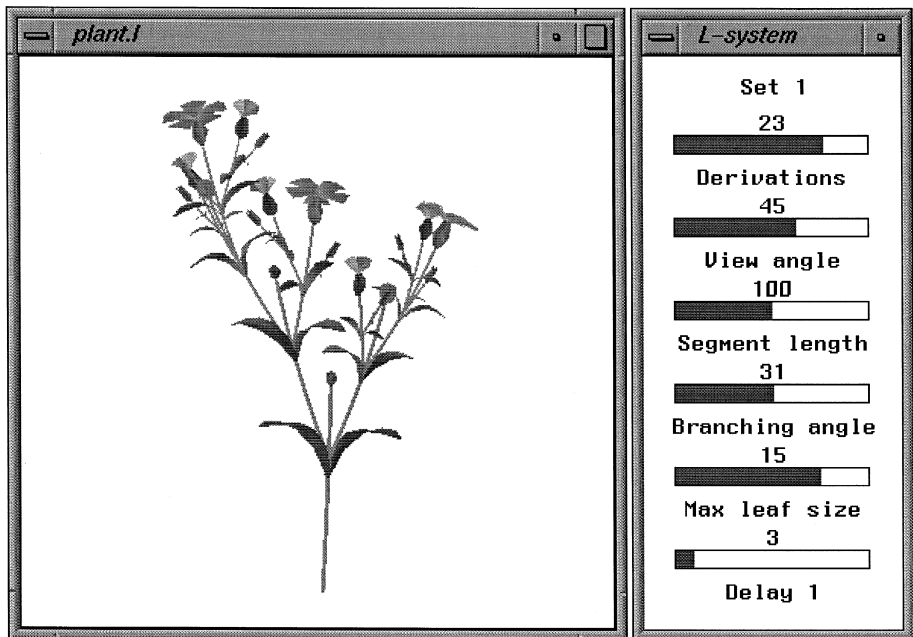 plant.l
L-system
Set 1
23
Derivations
45
View angle
100
Segment length
31
Branching angle
15
Max leaf size
3
Delay 1